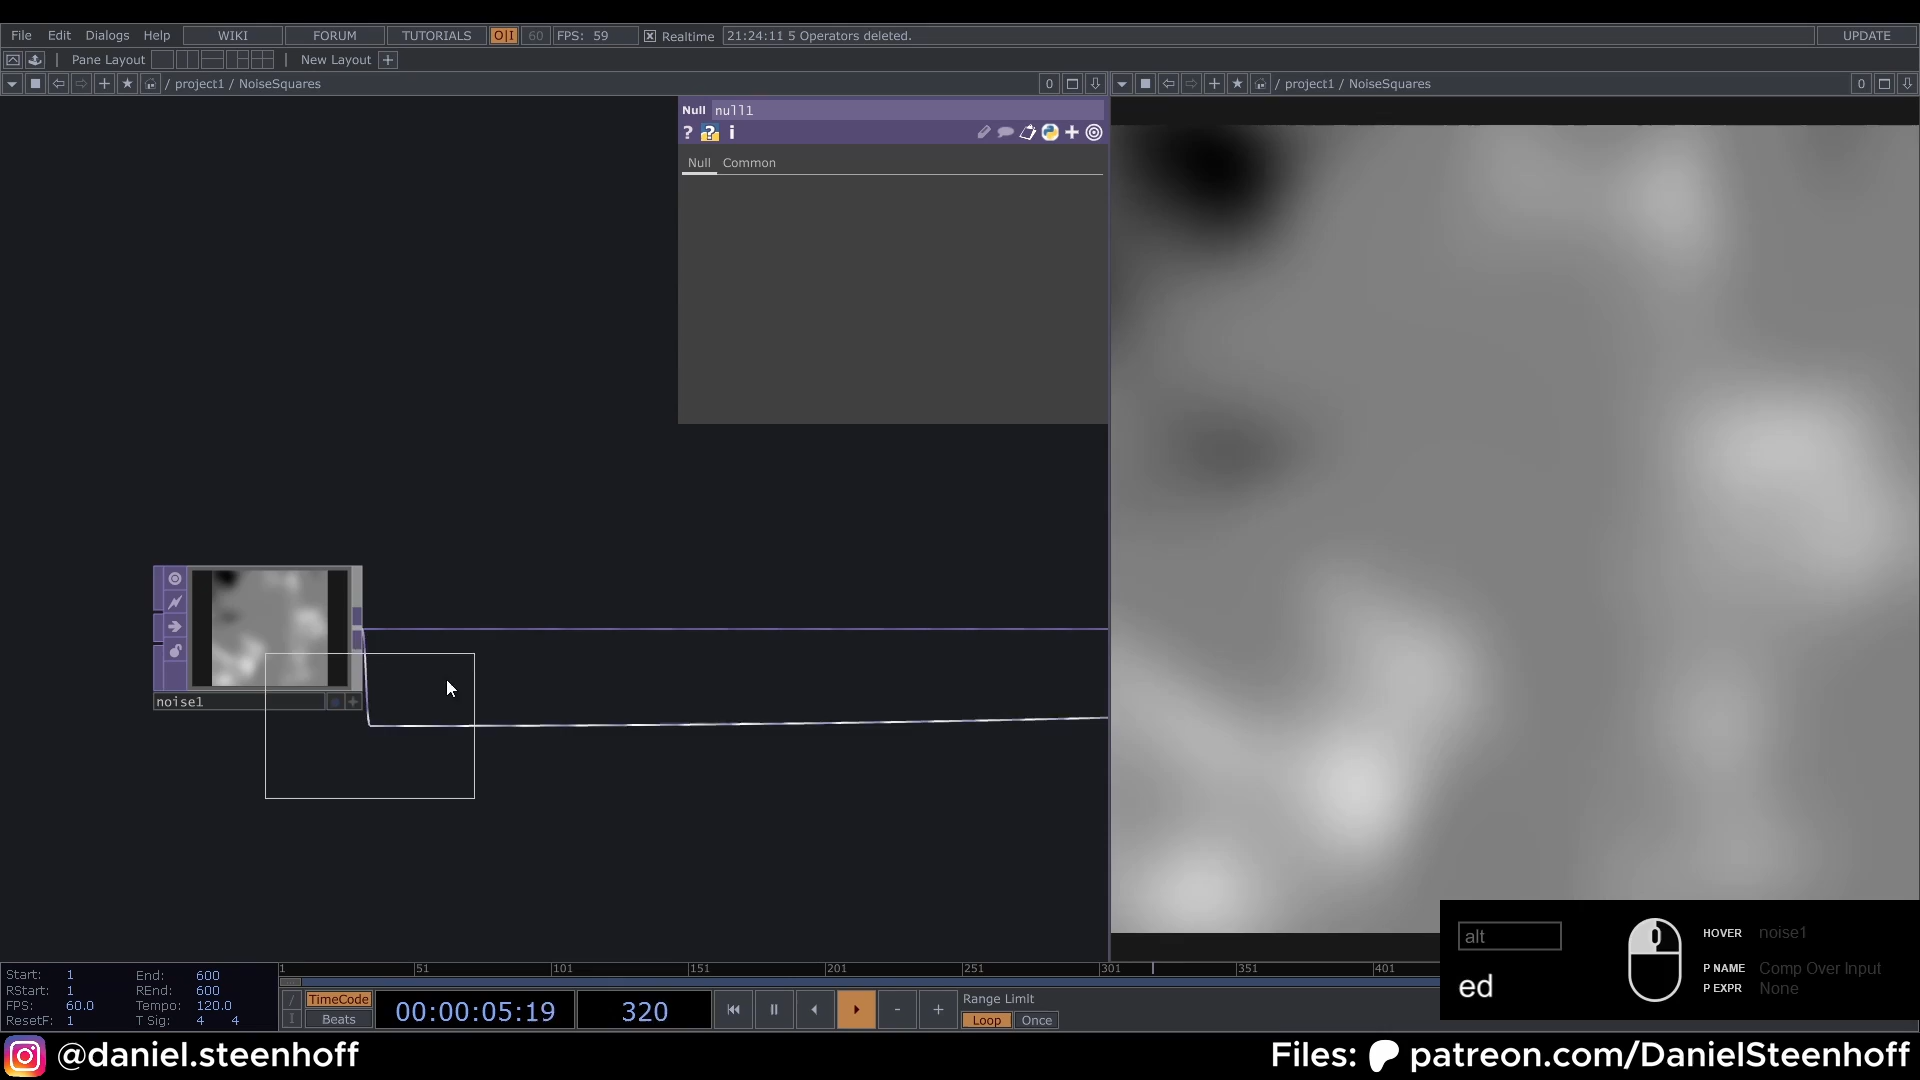 File Edit Dialogs Help WIKI FORUM TUTORIALS O|I 60 FPS: 59 Realtime 21:24:11 5 Operators deleted. UPDATE
Pane Layout New Layout +
/ project1 / NoiseSquares 0 / project1 / NoiseSquares 0
Null null1
? ? i
Null Common
noise1
alt
ed
HOVER noise1
P NAME Comp Over Input
P EXPR None
1 51 101 151 201 251 301 351 401
Start: 1 End: 600
RStart: 1 REnd: 600
FPS: 60.0 Tempo: 120.0
ResetF: 1 T Sig: 4 4
/ TimeCode
I Beats
00:00:05:19 320 - +
Range Limit
Loop Once
@daniel.steenhoff
Files: patreon.com/DanielSteenhoff